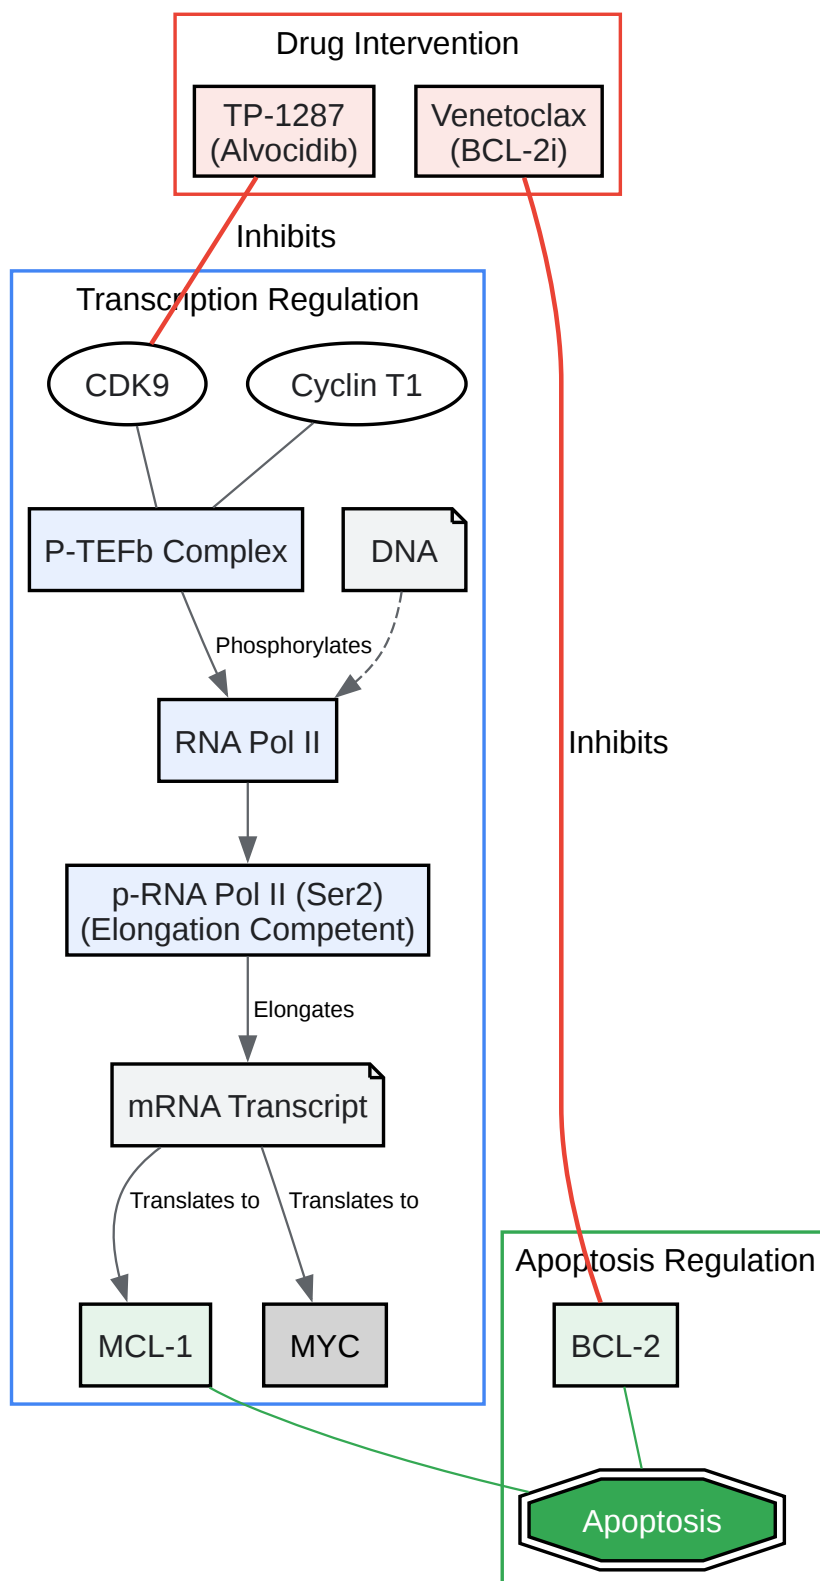 Drug Intervention
TP-1287
(Alvocidib)
Venetoclax
(BCL-2i)
Inhibits
Transcription Regulation
CDK9
Cyclin T1
P-TEFb Complex
DNA
Phosphorylates
RNA Pol II
Inhibits
p-RNA Pol II (Ser2)
(Elongation Competent)
Elongates
mRNA Transcript
Translates to
Translates to
Apoptosis Regulation
MCL-1
MYC
BCL-2
Apoptosis